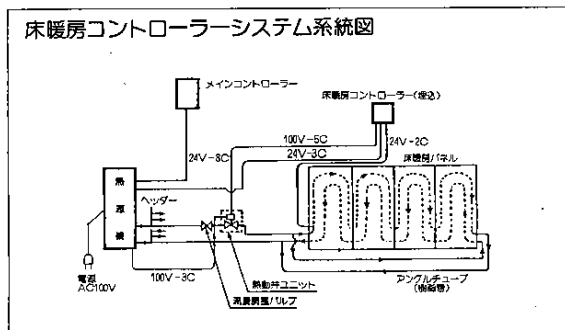 床暖房コントローラーシステム系統図
メインコントローラー
床暖房コントローラー(埋込)
100V-5C
24V-2C
24V-8C
24V-3C
床暖房パネル
熱源機
ヘッダー
電源
AC100V
100V-3C
熱動弁ユニット
流量調整バルブ
アングルチューブ
(樹脂管)